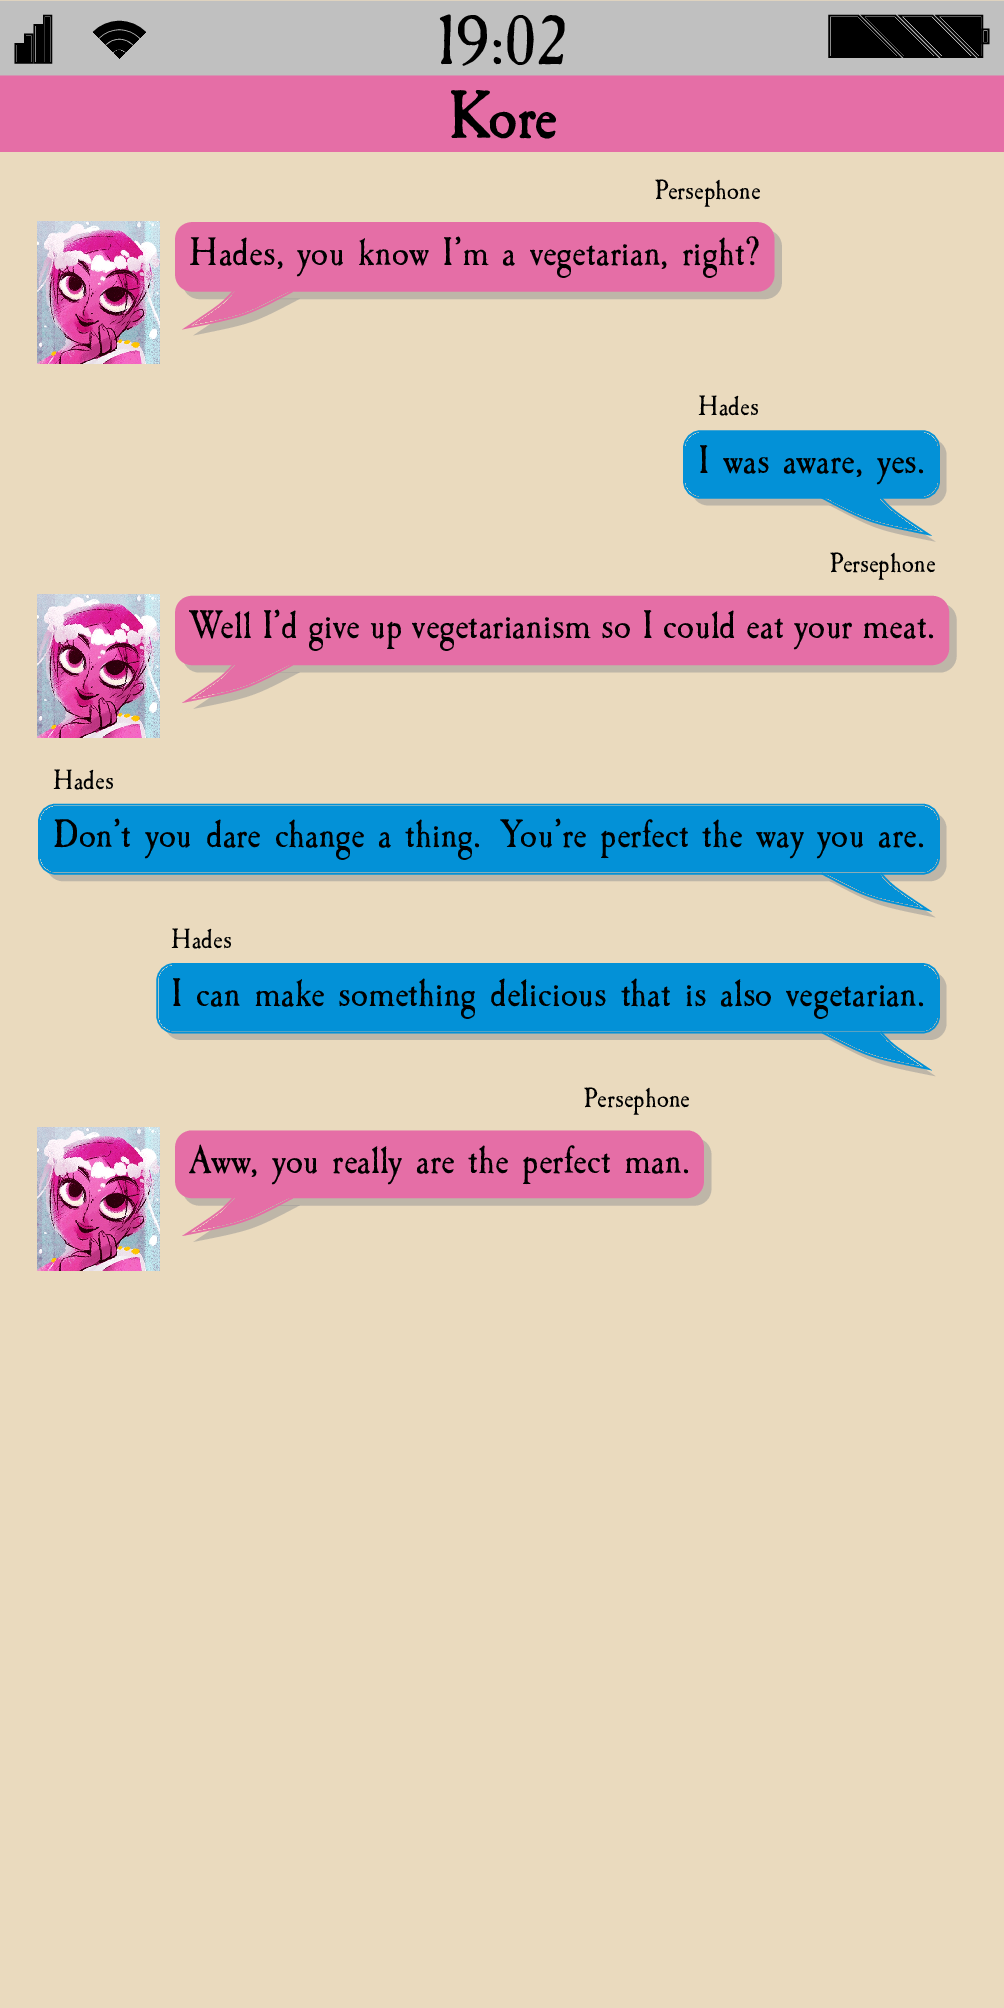 19:02
Kore
Persephone
Hades, you know I'm a vegetarian, right?
Hades
I was aware, yes.
Persephone
Well I'd give up vegetarianism so I could eat your meat.
Hades
Don't you dare change a thing. You're perfect the way you are.
Hades
I can make something delicious that is also vegetarian.
Persephone
Aww, you really are the perfect man.